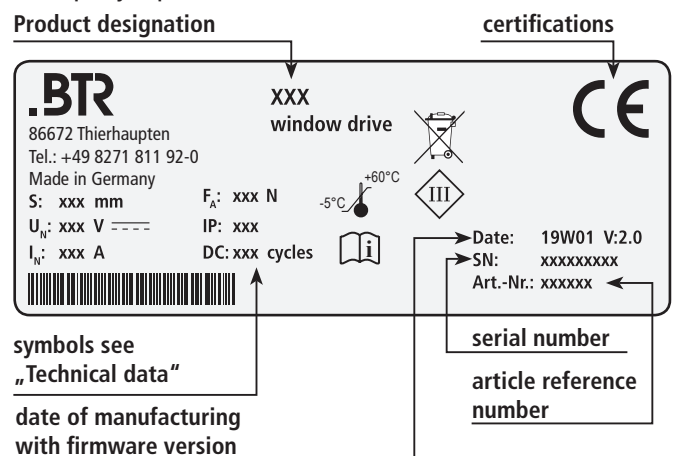 Product designation
certifications
.BTR
86672 Thierhaupten
Tel.: +49 8271 811 92-0
Made in Germany
S: xxx mm
U_N: xxx V
I_N: xxx A
XXX
window drive
F_A: xxx N
IP: xxx
DC: xxx cycles
-5°C
+60°C
i
III
CE
Date: 19W01 V:2.0
SN: xxxxxxxxx
Art.-Nr.: xxxxxx
symbols see
„Technical data“
date of manufacturing
with firmware version
serial number
article reference
number